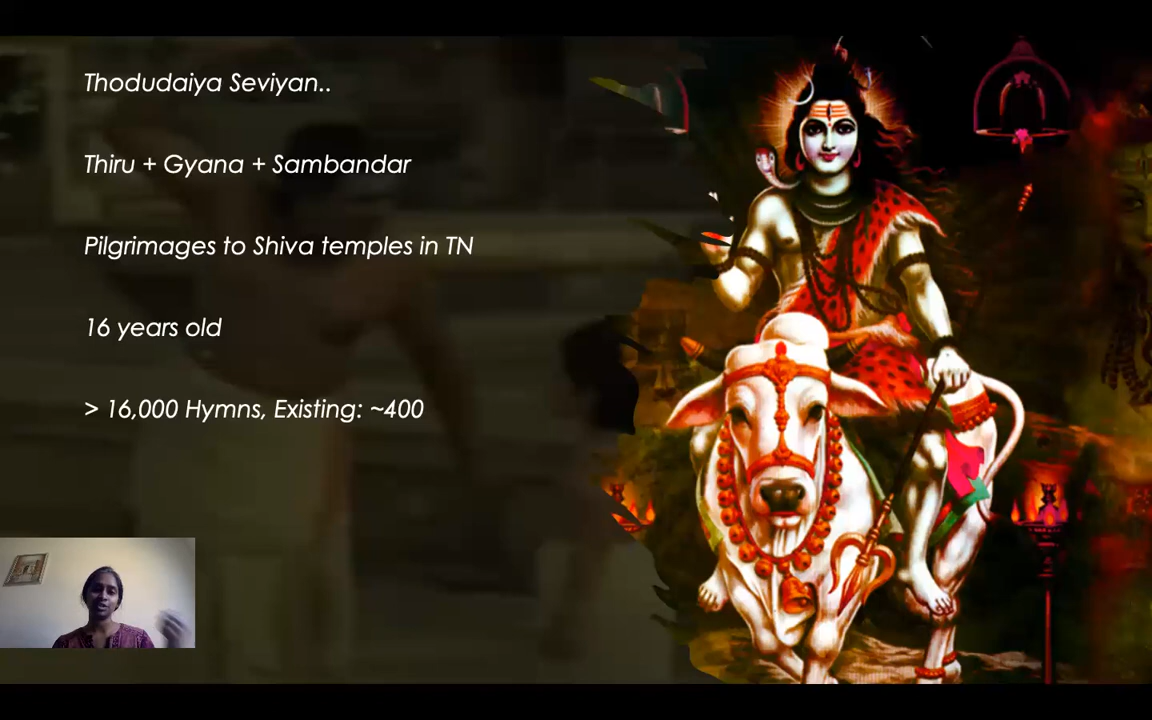 Thodudaiya Seviyan..
Thiru + Gyana + Sambandar
Pilgrimages to Shiva temples in TN
16 years old
> 16,000 Hymns, Existing: ~400